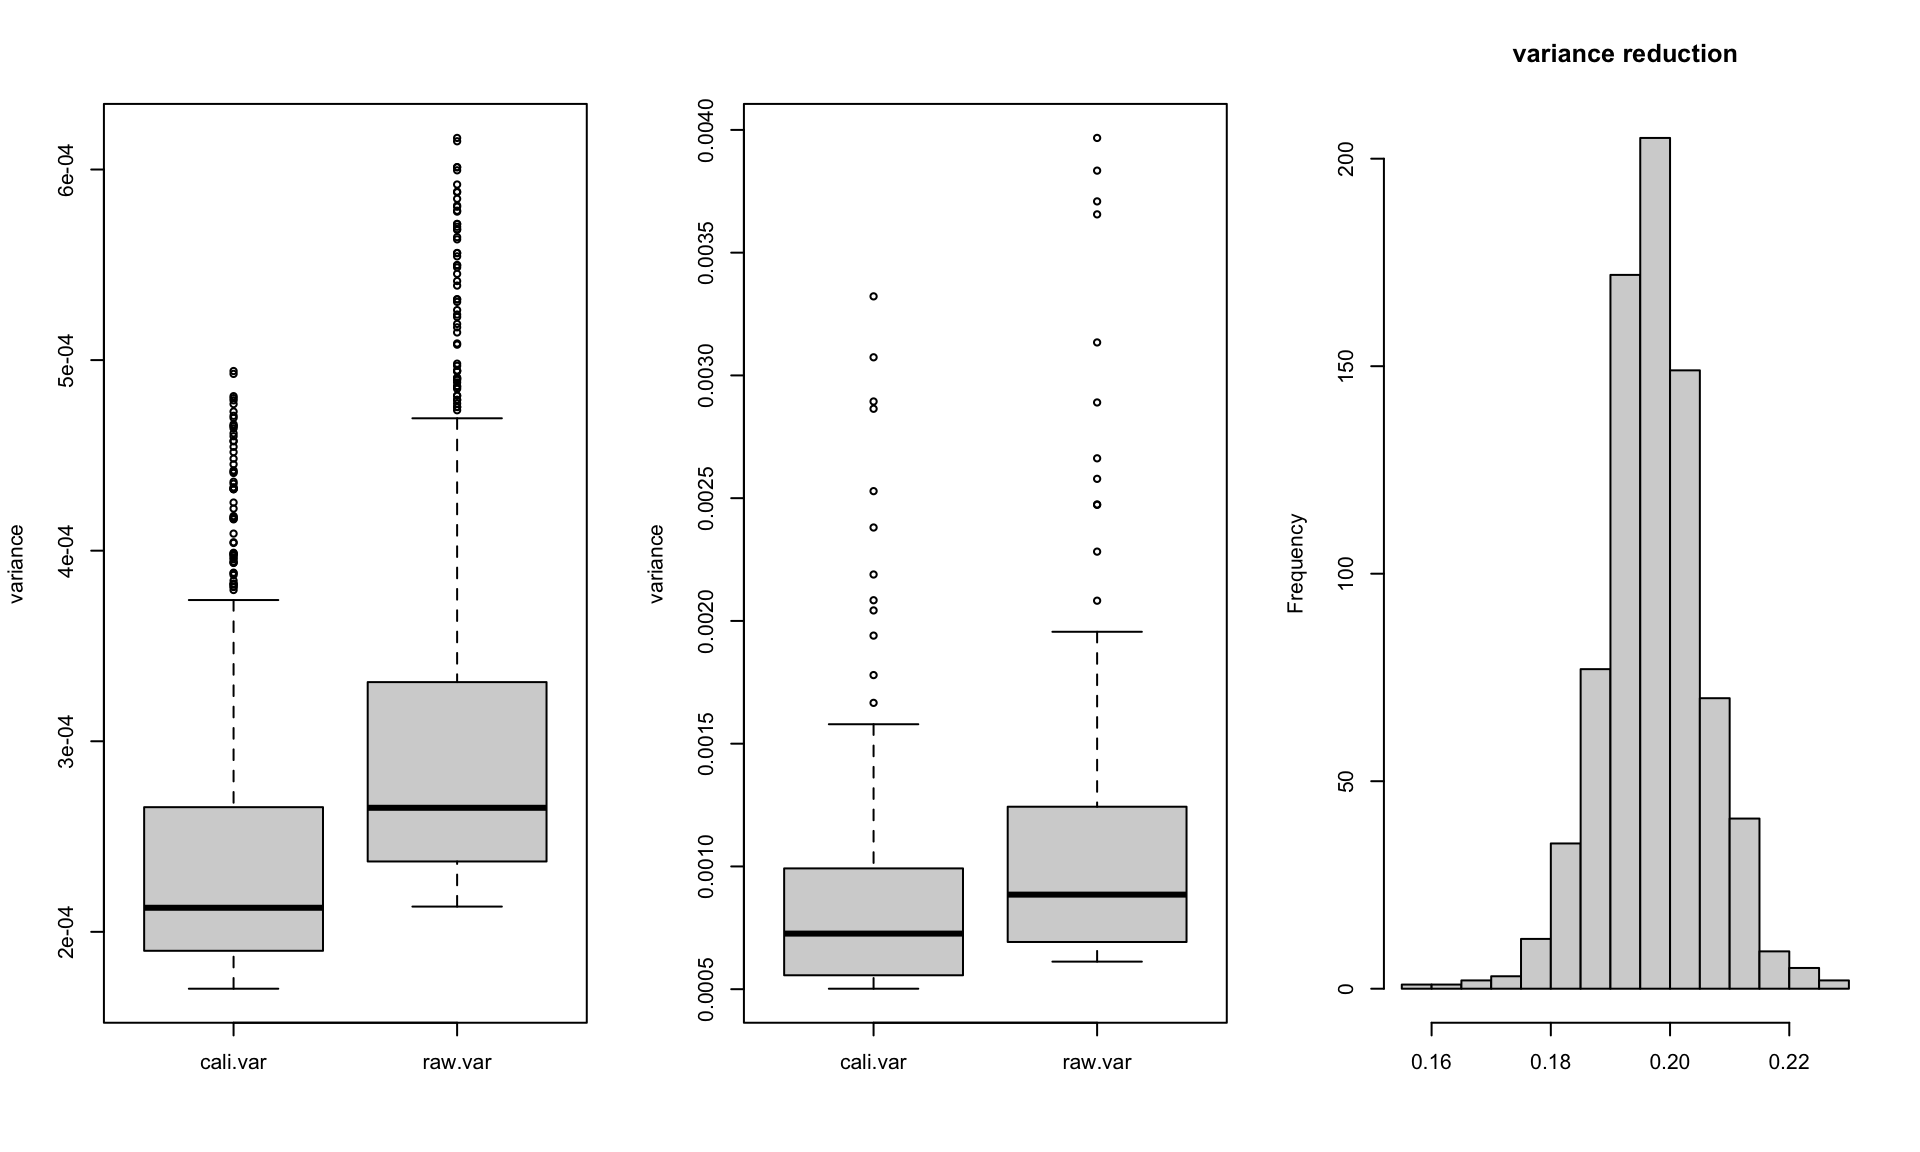 variance
6e-04
5e-04
4e-04
3e-04
2e-04
cali.var
raw.var
variance
0.0040
0.0035
0.0030
0.0025
0.0020
0.0015
0.0010
0.0005
cali.var
raw.var
variance reduction
Frequency
200
150
100
50
0
0.16
0.18
0.20
0.22